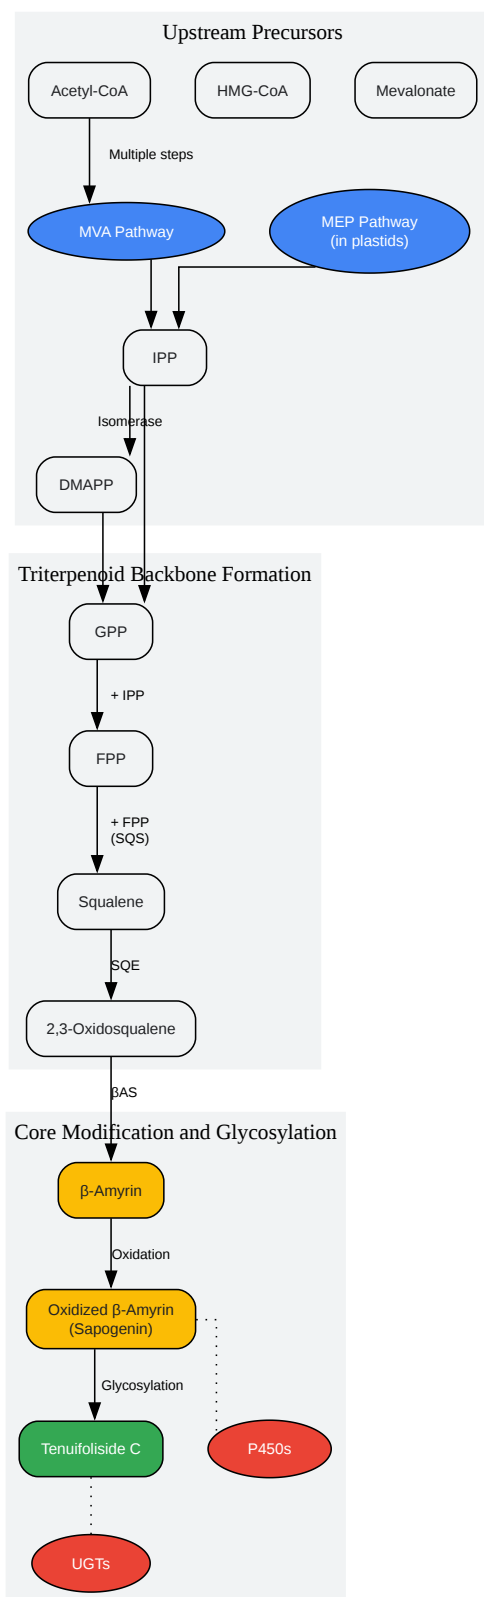 Upstream Precursors
Acetyl-CoA
HMG-CoA
Mevalonate
Multiple steps
MVA Pathway
MEP Pathway
(in plastids)
IPP
Isomerase
DMAPP
Triterpenoid Backbone Formation
GPP
+ IPP
FPP
+ FPP
(SQS)
Squalene
SQE
2,3-Oxidosqualene
βAS
Core Modification and Glycosylation
β-Amyrin
Oxidation
Oxidized β-Amyrin
(Sapogenin)
Glycosylation
Tenuifoliside C
P450s
UGTs